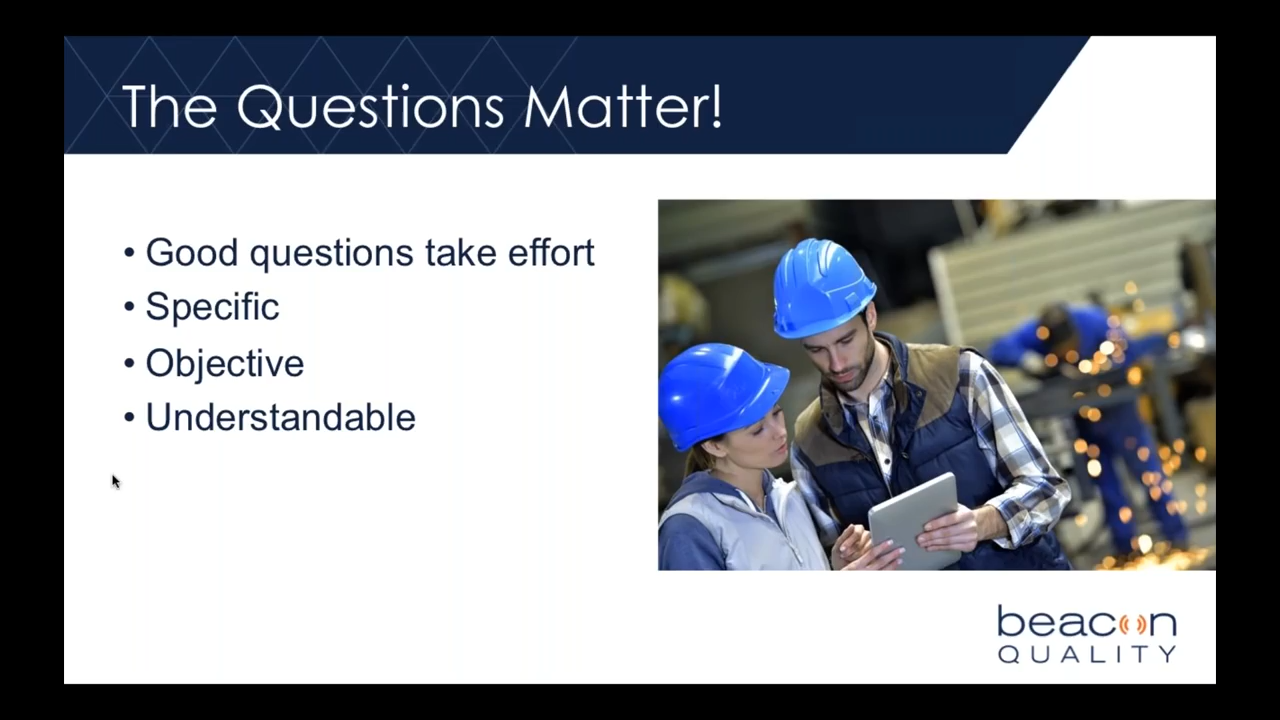 The Questions Matter!
• Good questions take effort
• Specific
• Objective
• Understandable
beacon
QUALITY